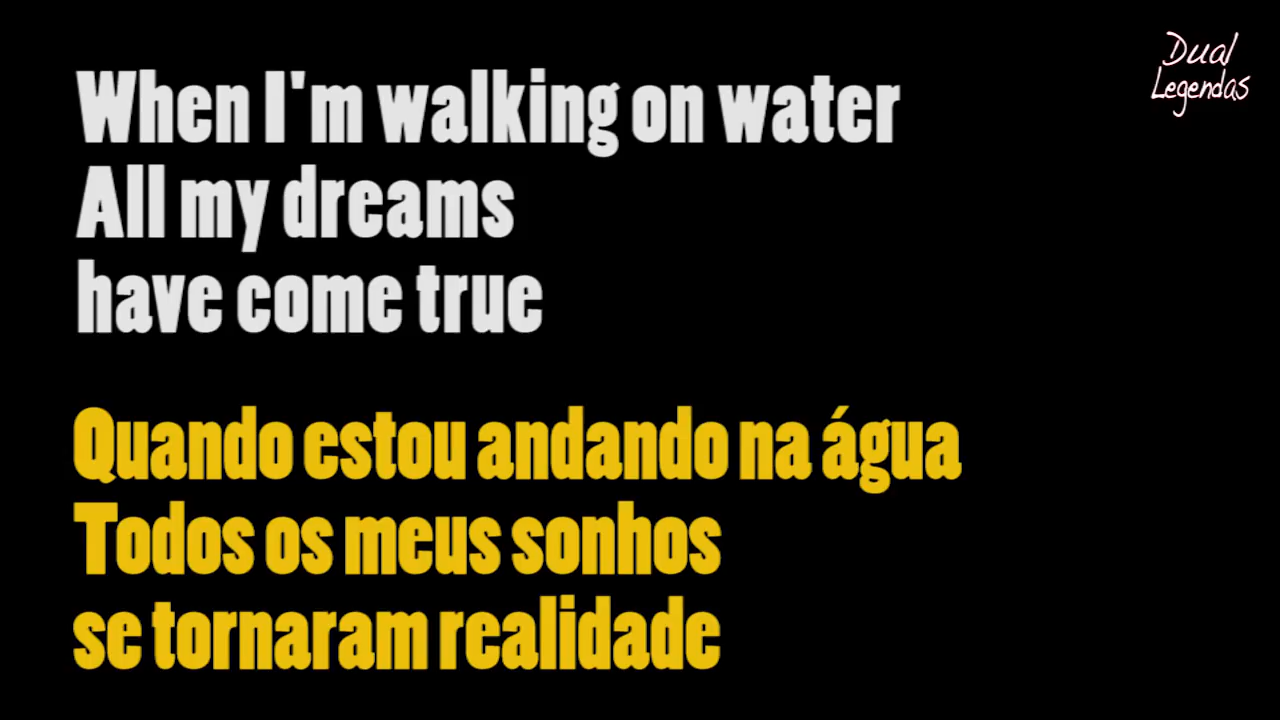 Dual
Legendas
When I'm walking on water
All my dreams
have come true
Quando estou andando na água
Todos os meus sonhos
se tornaram realidade